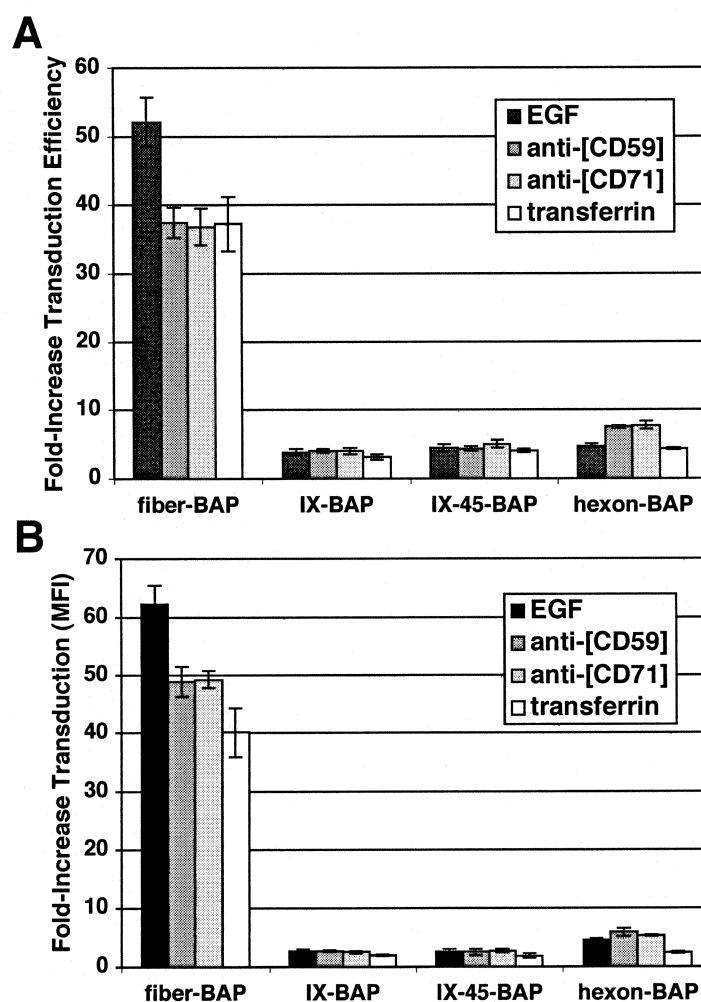 A
Fold-Increase Transduction Efficiency
60
50
40
30
20
10
0
EGF
anti-[CD59]
anti-[CD71]
transferrin
fiber-BAP IX-BAP IX-45-BAP hexon-BAP
B
Fold-Increase Transduction (MFI)
70
60
50
40
30
20
10
0
EGF
anti-[CD59]
anti-[CD71]
transferrin
fiber-BAP IX-BAP IX-45-BAP hexon-BAP